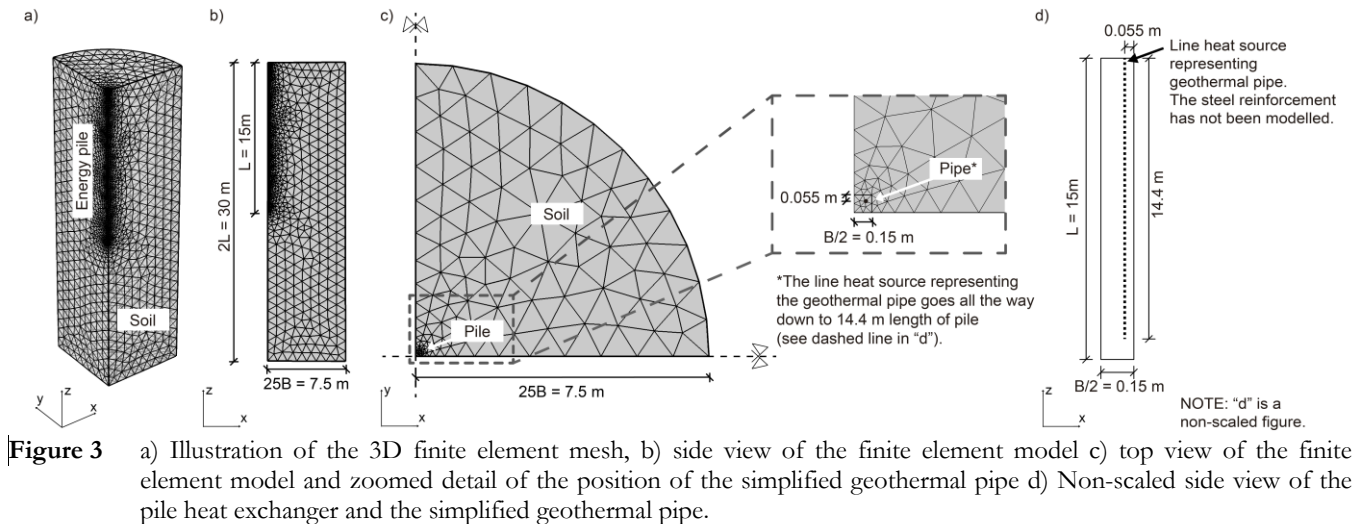 a)
b)
c)
d)
Energy pile
Soil
y
z
x
2L = 30 m
L = 15m
25B = 7.5 m
z
x
Soil
Pile
25B = 7.5 m
y
x
Pipe*
0.055 m
B/2 = 0.15 m
*The line heat source representing
the geothermal pipe goes all the way
down to 14.4 m length of pile
(see dashed line in “d”).
0.055 m
Line heat source
representing
geothermal pipe.
The steel reinforcement
has not been modelled.
L = 15m
14.4 m
B/2 = 0.15 m
z
x
NOTE: “d” is a
non-scaled figure.
Figure 3 a) Illustration of the 3D finite element mesh, b) side view of the finite element model c) top view of the finite
element model and zoomed detail of the position of the simplified geothermal pipe d) Non-scaled side view of the
pile heat exchanger and the simplified geothermal pipe.